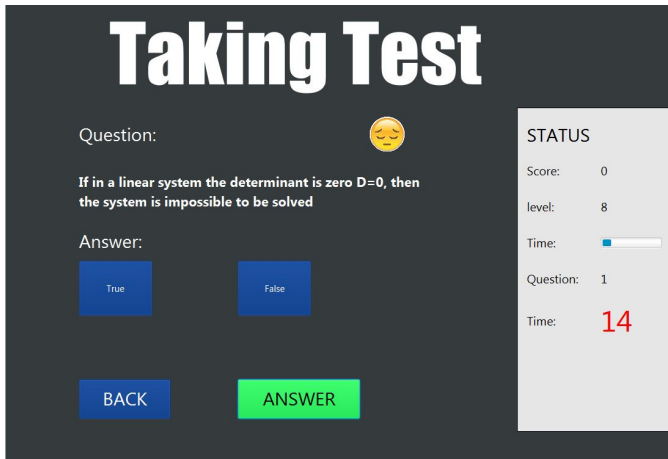 Taking Test
Question:
If in a linear system the determinant is zero D=0, then
the system is impossible to be solved
Answer:
True
False
BACK
ANSWER
STATUS
Score: 0
level: 8
Time:
Question: 1
Time: 14